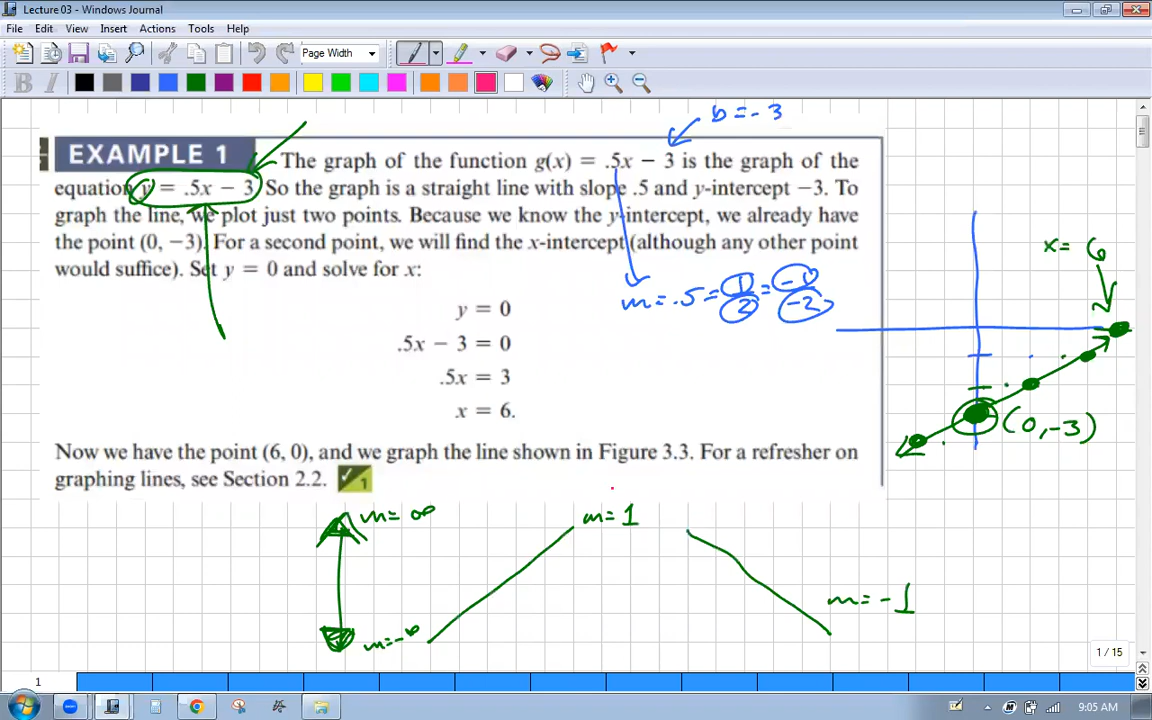 Lecture 03 - Windows Journal
File Edit View Insert Actions Tools Help
Page Width
B I
b = -3
EXAMPLE 1 The graph of the function g(x) = .5x − 3 is the graph of the
equation y = .5x − 3. So the graph is a straight line with slope .5 and y-intercept −3. To
graph the line, we plot just two points. Because we know the y-intercept, we already have
the point (0, −3). For a second point, we will find the x-intercept (although any other point
would suffice). Set y = 0 and solve for x:
m = .5 = 1/2 = -1/-2
x = 6
y = 0
.5x − 3 = 0
.5x = 3
x = 6.
(0, -3)
Now we have the point (6, 0), and we graph the line shown in Figure 3.3. For a refresher on
graphing lines, see Section 2.2. ✓1
m = ∞
m = 1
m = -1
m = -∞
1 / 15
1
9:05 AM